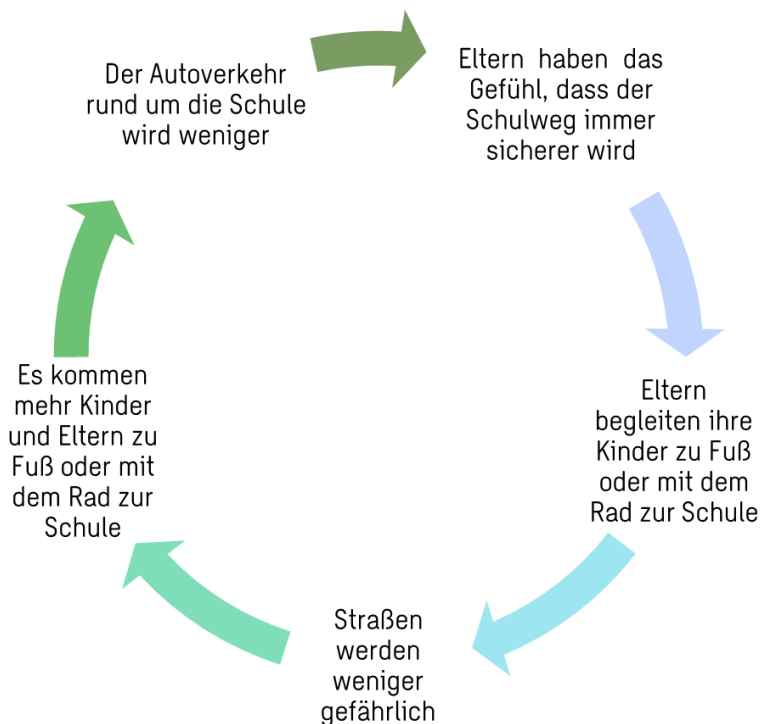 Der Autoverkehr
rund um die Schule
wird weniger
Eltern haben das
Gefühl, dass der
Schulweg immer
sicherer wird
Eltern
begleiten ihre
Kinder zu Fuß
oder mit dem
Rad zur Schule
Straßen
werden
weniger
gefährlich
Es kommen
mehr Kinder
und Eltern zu
Fuß oder mit
dem Rad zur
Schule